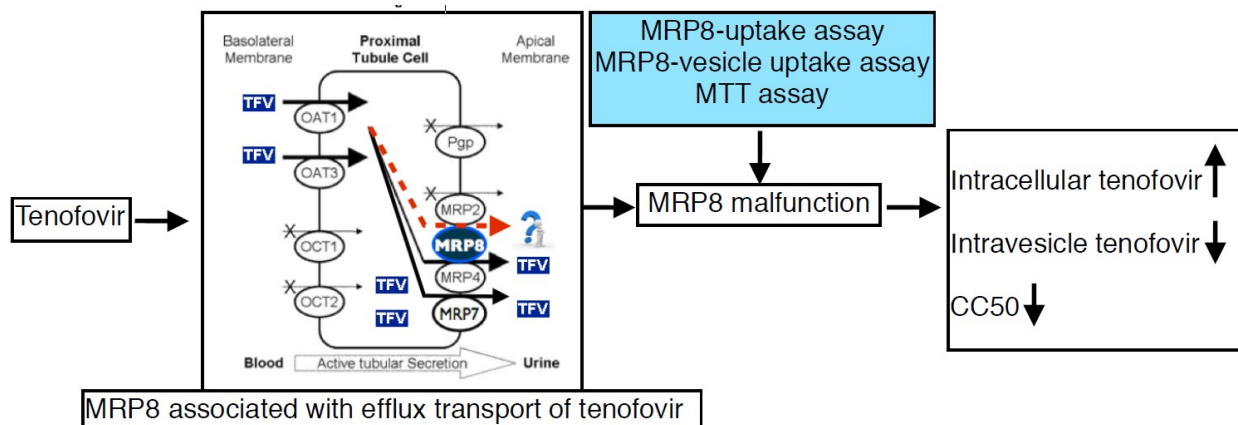 Tenofovir
Basolateral Membrane
Proximal Tubule Cell
Apical Membrane
TFV
OAT1
TFV
OAT3
OCT1
OCT2
X
X
X
X
Pgp
MRP2
MRP8
?
MRP4
MRP7
TFV
TFV
TFV
TFV
Blood
Active tubular Secretion
Urine
MRP8 associated with efflux transport of tenofovir
MRP8-uptake assay
MRP8-vesicle uptake assay
MTT assay
MRP8 malfunction
Intracellular tenofovir
Intravesicle tenofovir
CC50